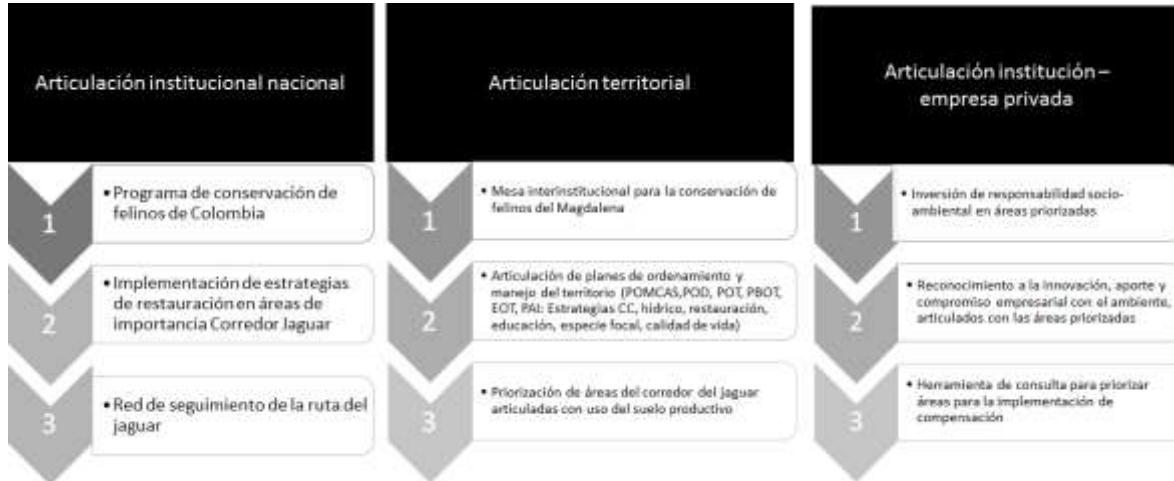 Articulación institucional nacional
1
• Programa de conservación de
felinos de Colombia
2
• Implementación de estrategias
de restauración en áreas de
importancia Corredor Jaguar
3
• Red de seguimiento de la ruta del
jaguar
Articulación territorial
1
• Mesa interinstitucional para la conservación de
felinos del Magdalena
2
• Articulación de planes de ordenamiento y
manejo del territorio (POMCAS,POD, POT, PBOT,
EOT, PAI: Estrategias CC, hídrico, restauración,
educación, especie focal, calidad de vida)
3
• Priorización de áreas del corredor del jaguar
articuladas con uso del suelo productivo
Articulación institución –
empresa privada
1
• Inversión de responsabilidad socio-
ambiental en áreas priorizadas
2
• Reconocimiento a la innovación, aporte y
compromiso empresarial con el ambiente,
articulados con las áreas priorizadas
3
• Herramienta de consulta para priorizar
áreas para la implementación de
compensación